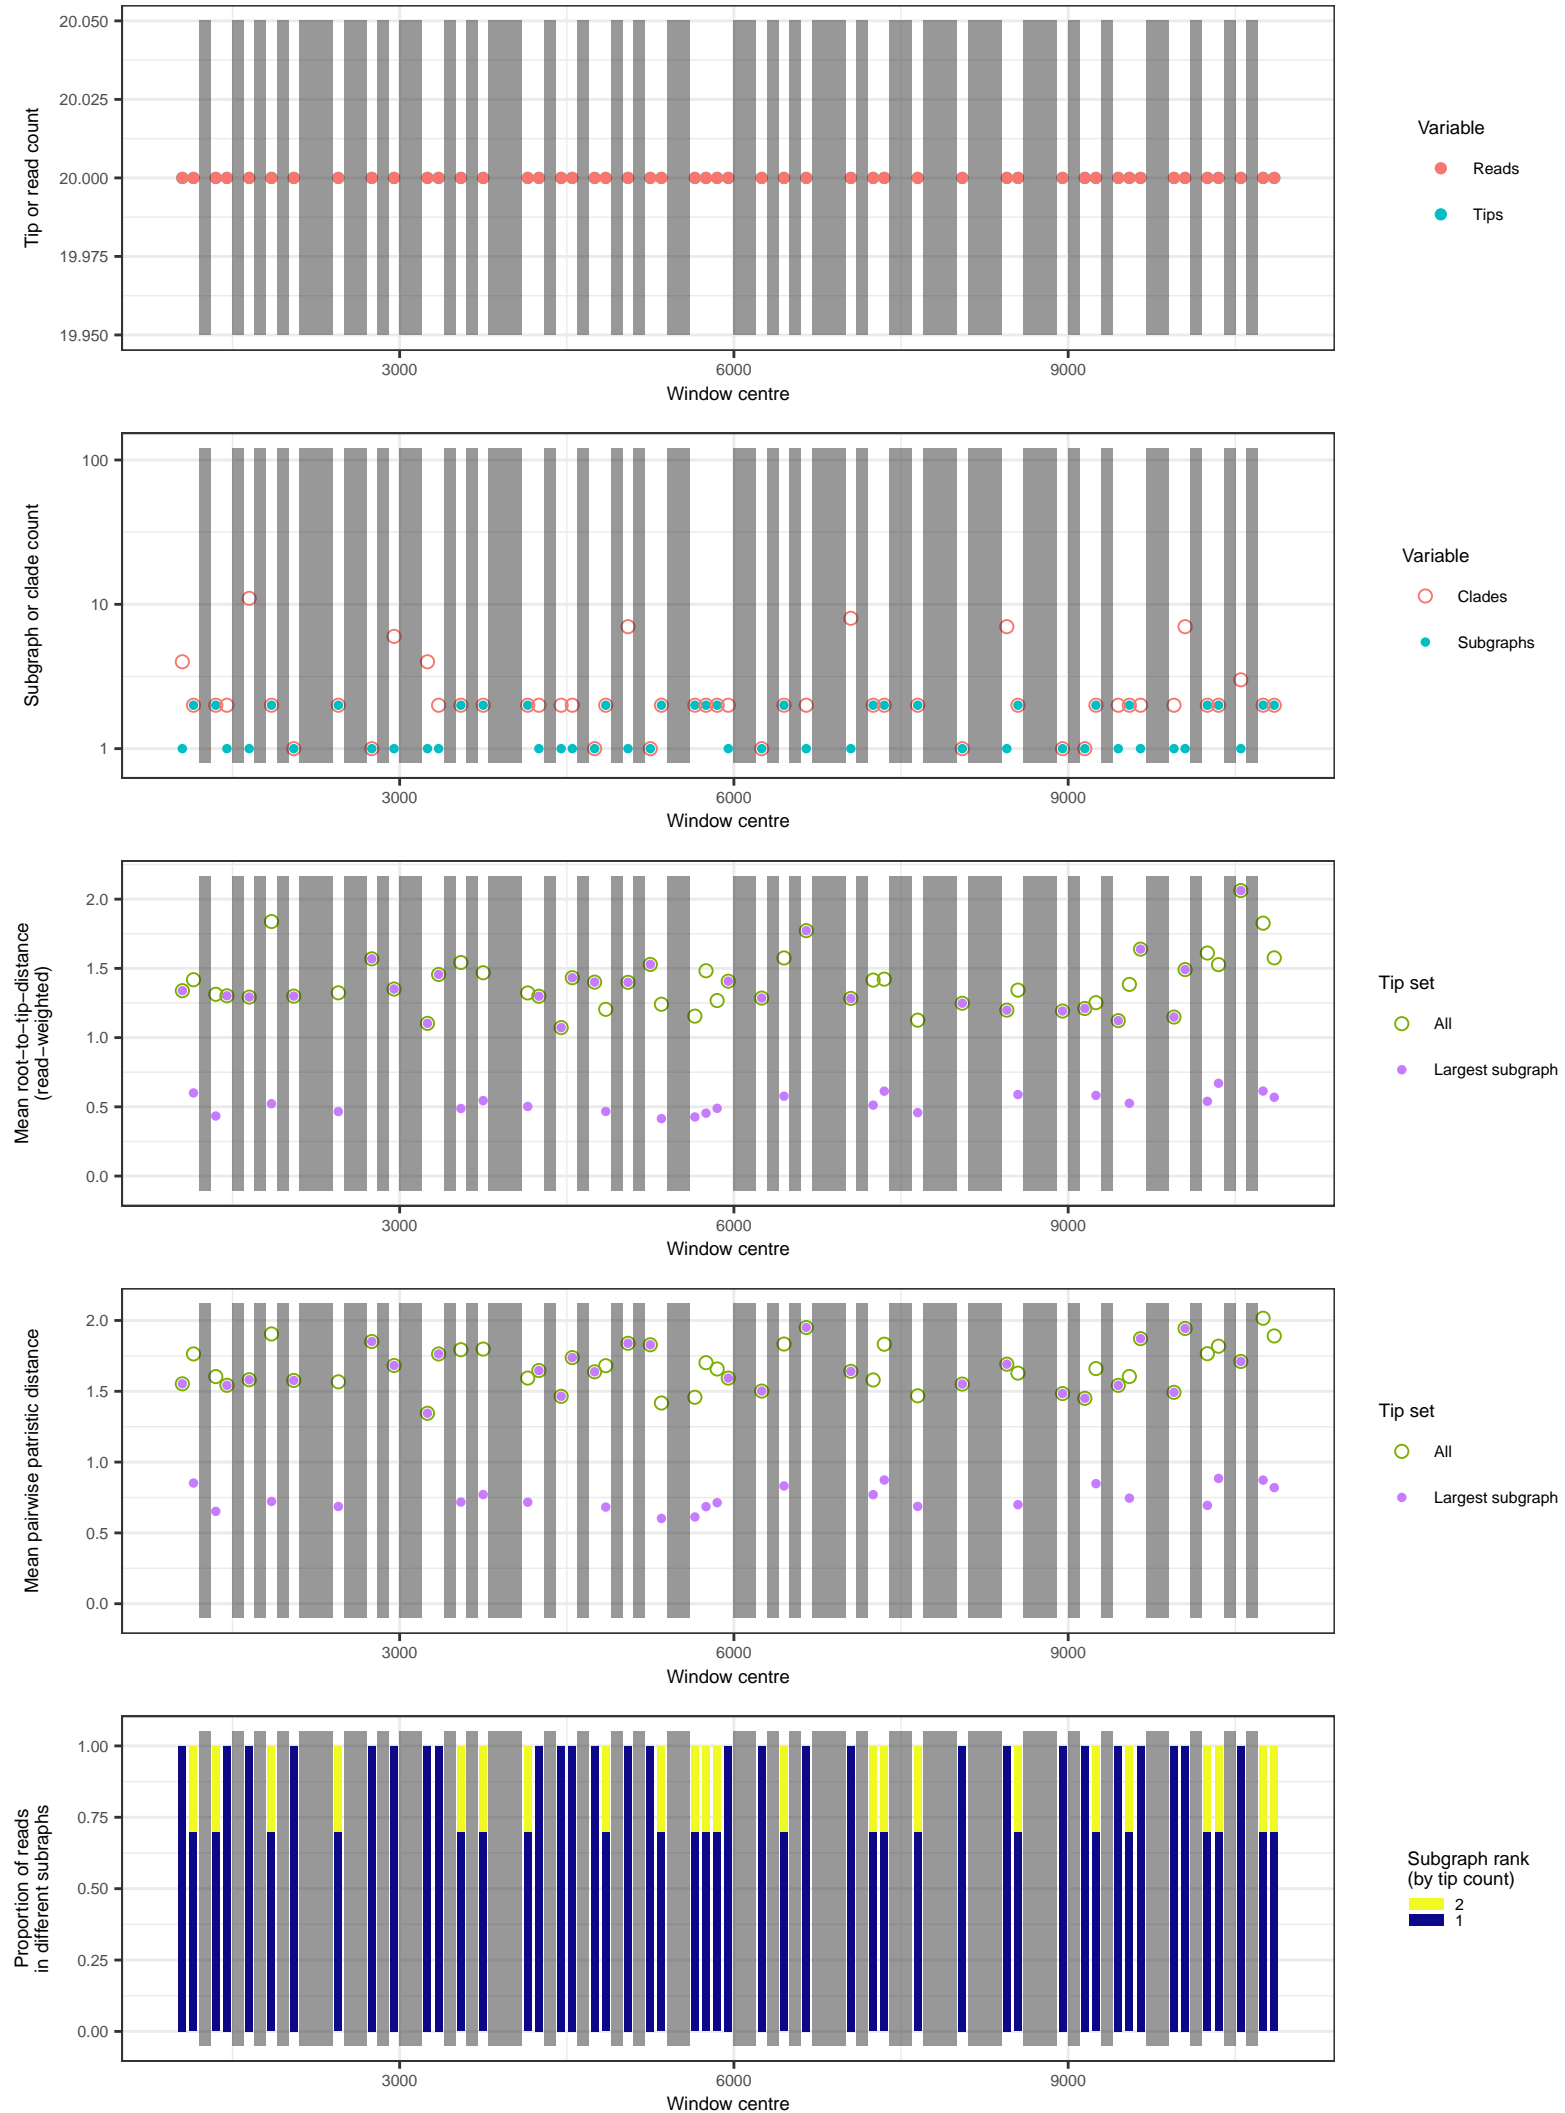 20.050
20.025
20.000
19.975
19.950
Tip or read count
3000
6000
9000
Window centre
Variable
Reads
Tips
100
10
1
Subgraph or clade count
3000
6000
9000
Window centre
Variable
Clades
Subgraphs
2.0
1.5
1.0
0.5
0.0
Mean root−to−tip−distance
(read−weighted)
3000
6000
9000
Window centre
Tip set
All
Largest subgraph
2.0
1.5
1.0
0.5
0.0
Mean pairwise patristic distance
3000
6000
9000
Window centre
Tip set
All
Largest subgraph
1.00
0.75
0.50
0.25
0.00
Proportion of reads
in different subraphs
3000
6000
9000
Window centre
Subgraph rank
(by tip count)
2
1